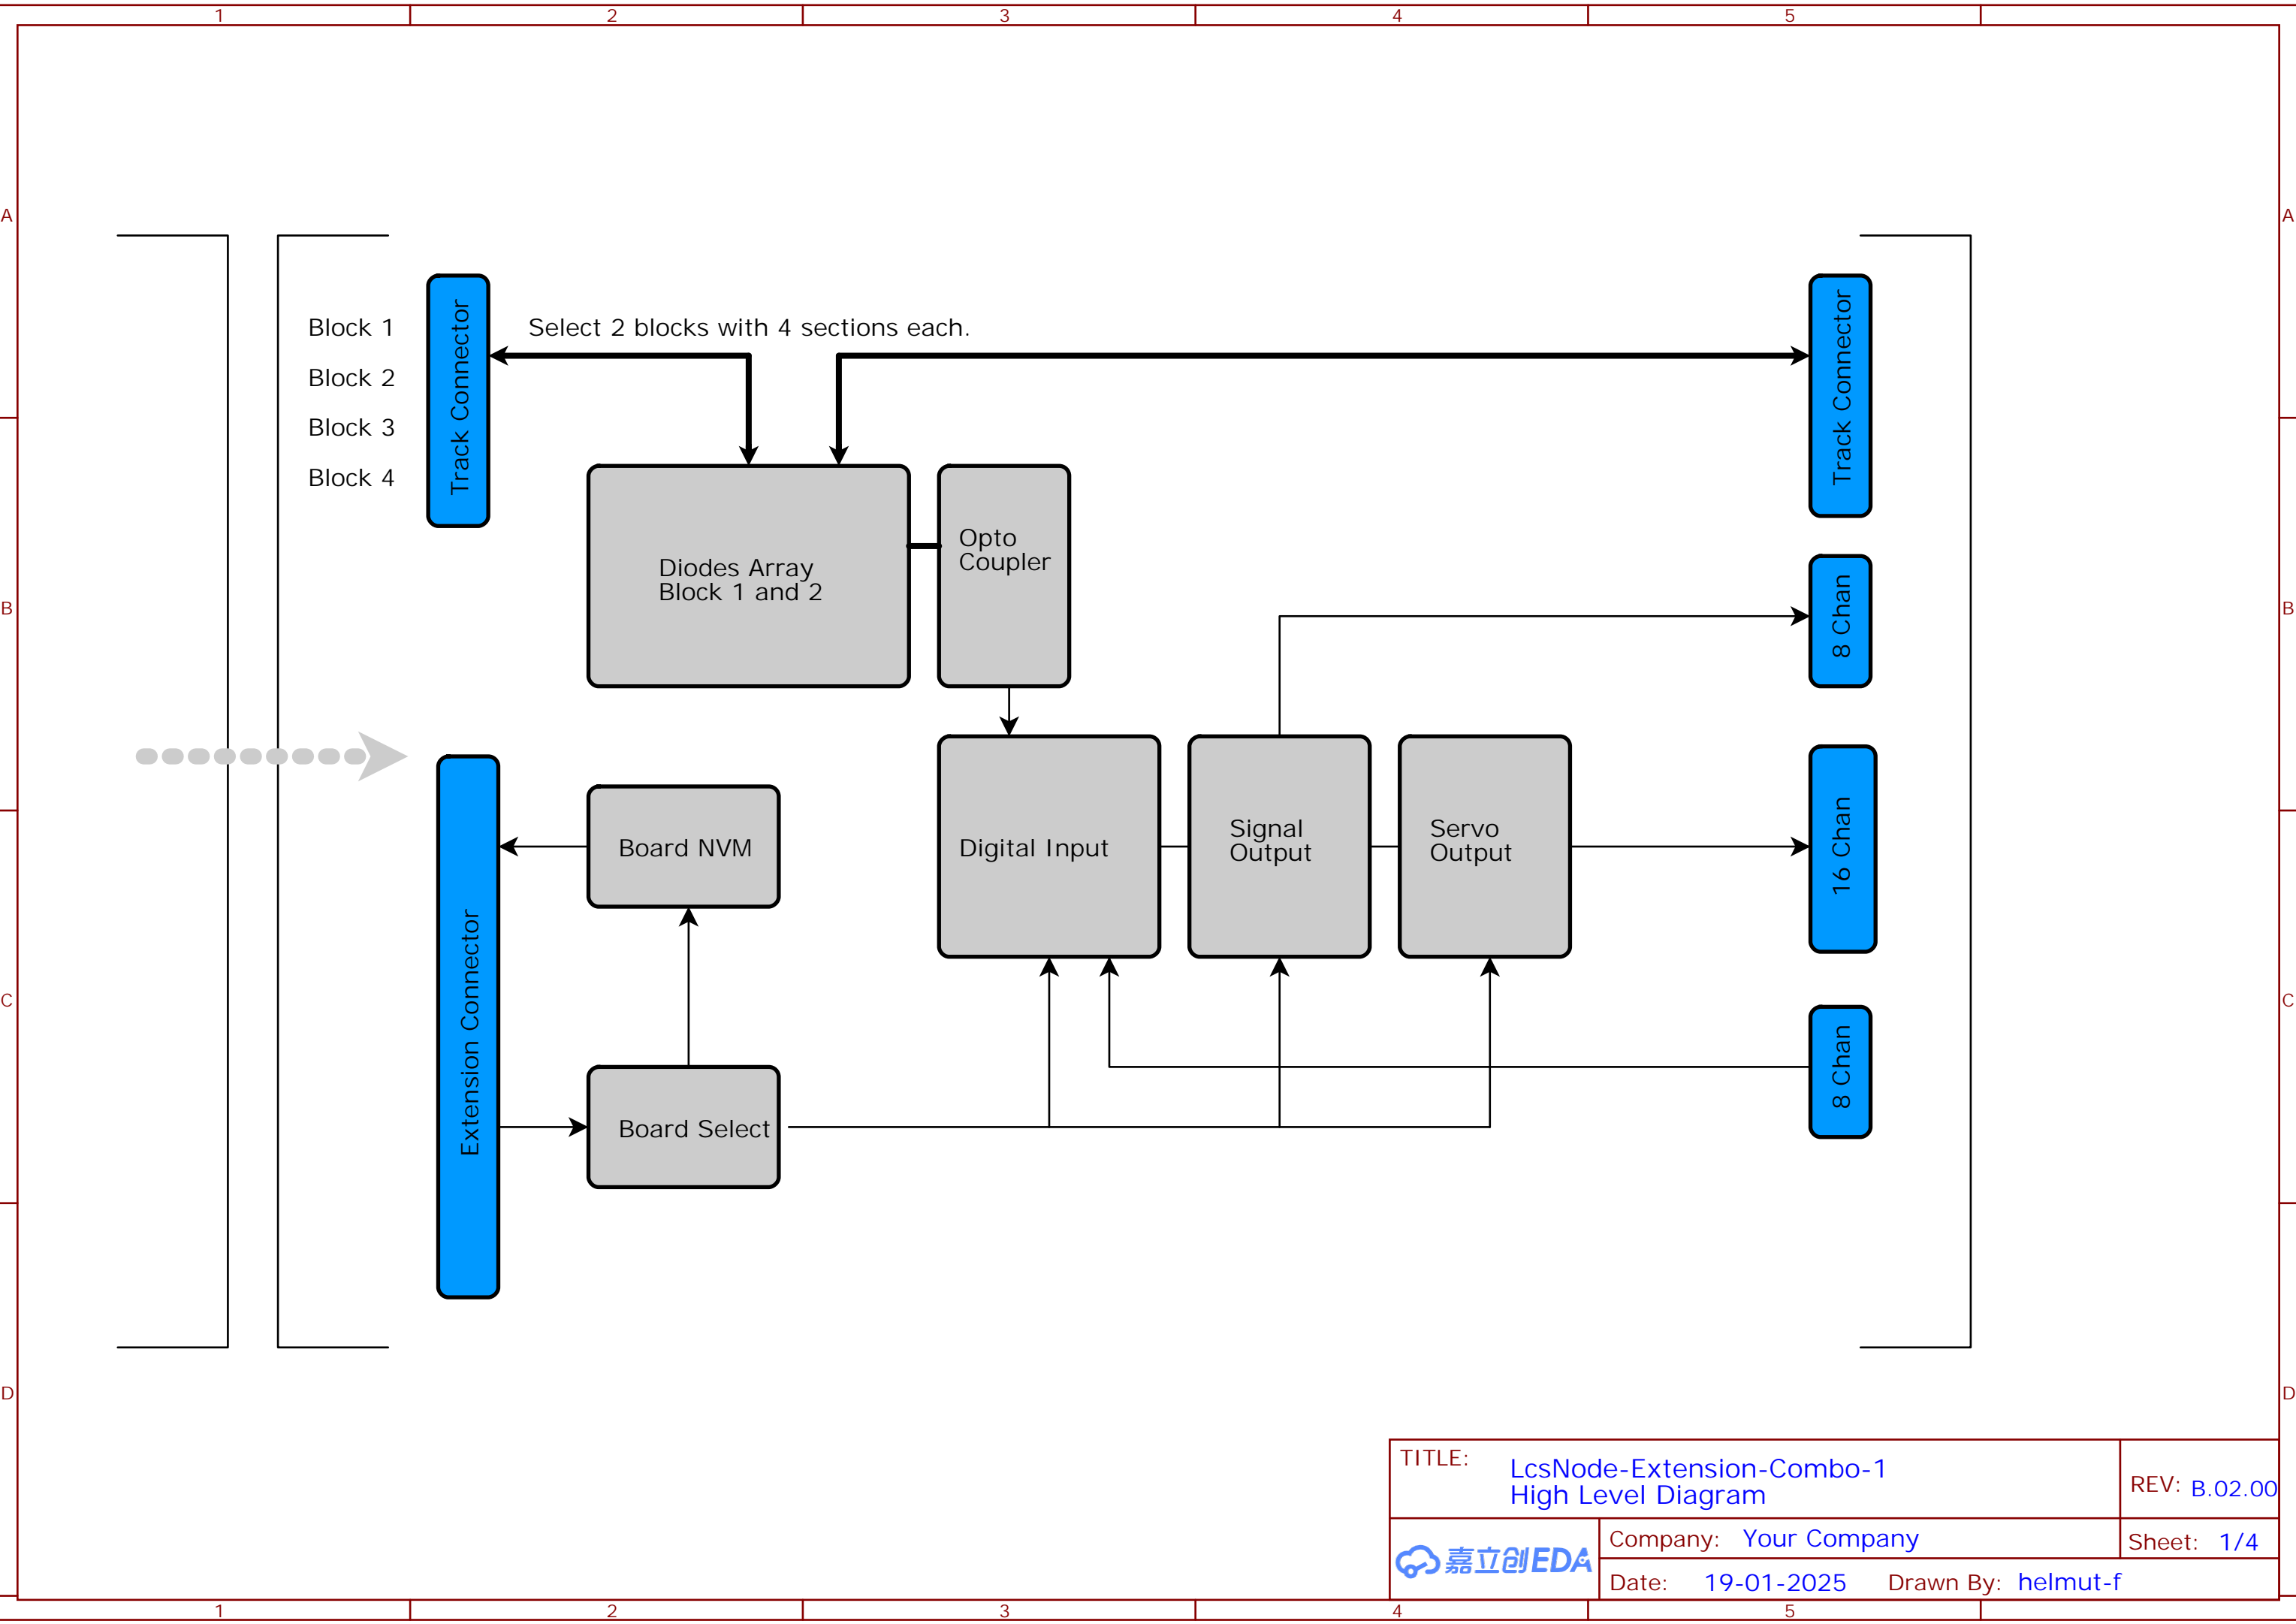 1 2 3 4 5
A A
Block 1
Block 2
Block 3
Block 4
Track Connector
Select 2 blocks with 4 sections each.
Track Connector
Diodes Array
Block 1 and 2
Opto
Coupler
8 Chan
B B
Extension Connector
Board NVM
Digital Input
Signal
Output
Servo
Output
16 Chan
C C
Board Select
8 Chan
D D
TITLE:
LcsNode-Extension-Combo-1
High Level Diagram
REV: B.02.00
嘉立创EDA
Company: Your Company
Sheet: 1/4
Date: 19-01-2025 Drawn By: helmut-f
1 2 3 4 5